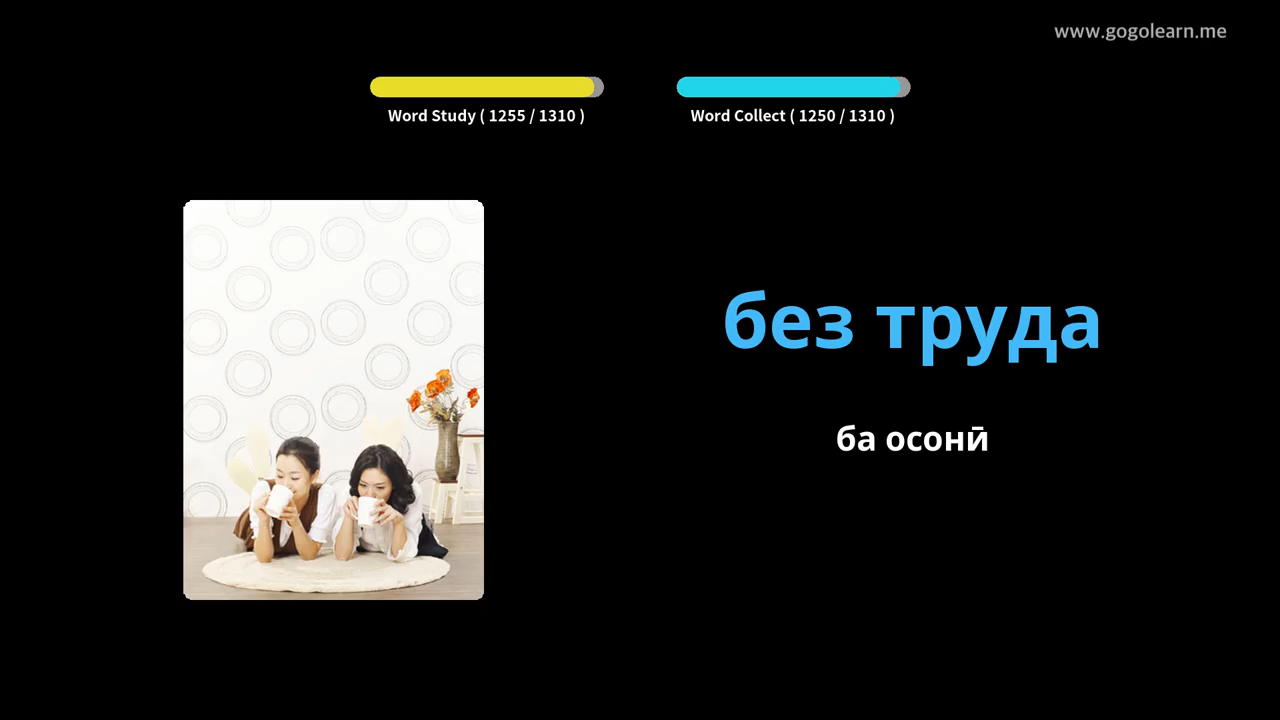 www.gogolearn.me
Word Study ( 1255 / 1310 )
Word Collect ( 1250 / 1310 )
без труда
ба осонӣ